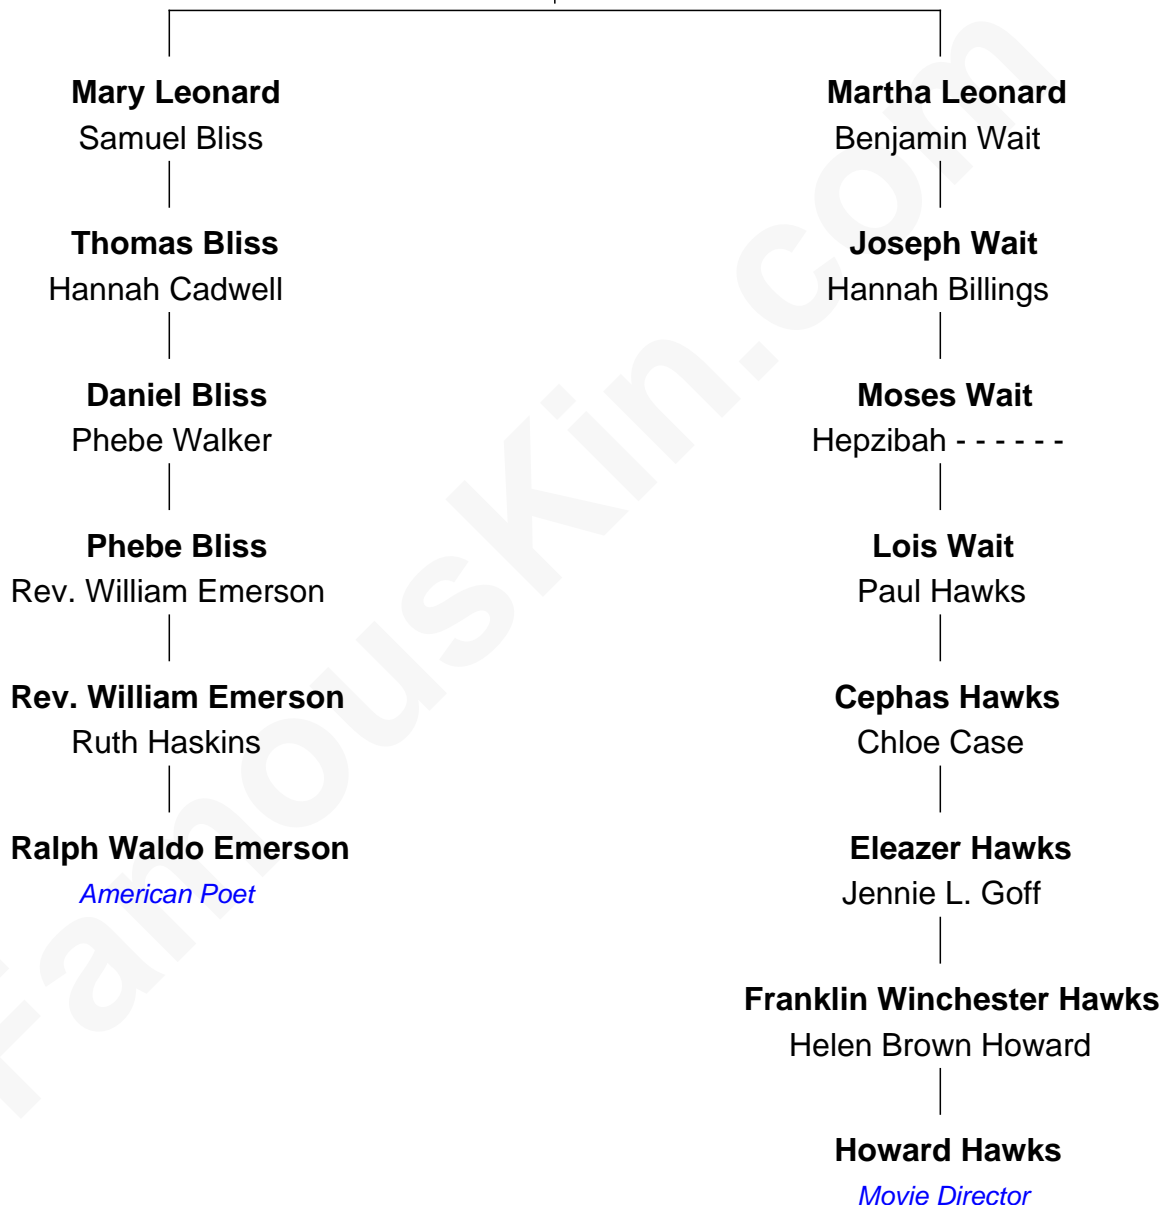 Mary Leonard
Samuel Bliss
Thomas Bliss
Hannah Cadwell
Daniel Bliss
Phebe Walker
Phebe Bliss
Rev. William Emerson
Rev. William Emerson
Ruth Haskins
Ralph Waldo Emerson
American Poet
Martha Leonard
Benjamin Wait
Joseph Wait
Hannah Billings
Moses Wait
Hepzibah - - - - - -
Lois Wait
Paul Hawks
Cephas Hawks
Chloe Case
Eleazer Hawks
Jennie L. Goff
Franklin Winchester Hawks
Helen Brown Howard
Howard Hawks
Movie Director
FamousKin.com